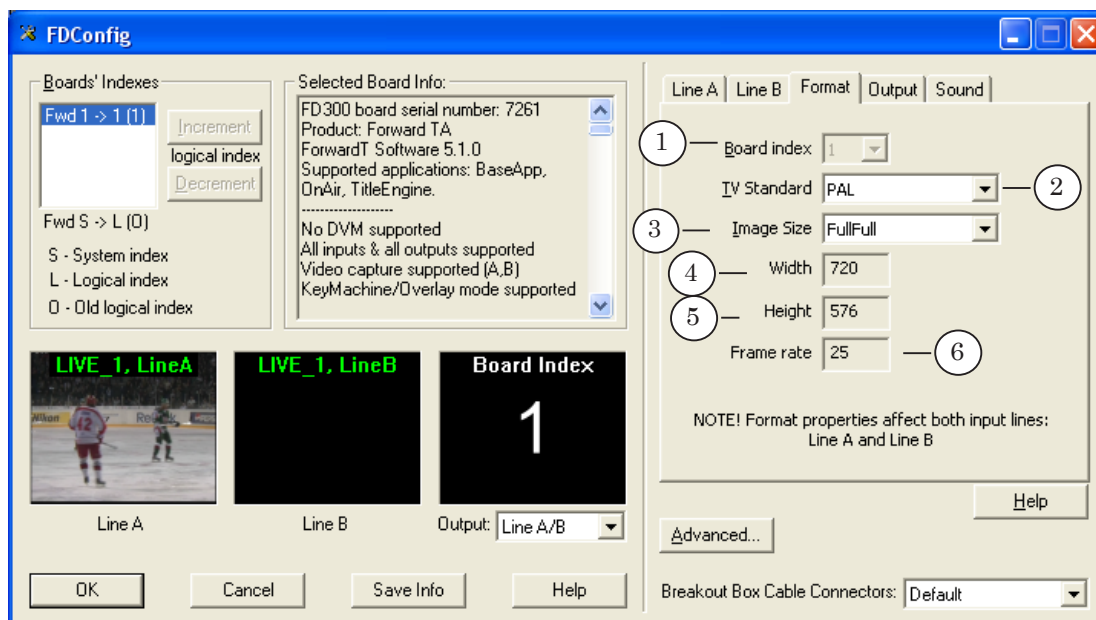 FDConfig
Boards' Indexes
Fwd 1 -> 1 (1)
Increment
logical index
Decrement
Fwd S -> L (O)
S - System index
L - Logical index
O - Old logical index
Selected Board Info:
FD300 board serial number: 7261
Product: Forward TA
ForwardT Software 5.1.0
Supported applications: BaseApp,
OnAir, TitleEngine.
--------------------
No DVM supported
All inputs & all outputs supported
Video capture supported (A,B)
KeyMachine/Overlay mode supported
LIVE_1, LineA
Nikon
42
LIVE_1, LineB
Board Index
1
Line A
Line B
Output: Line A/B
OK
Cancel
Save Info
Help
Line A
Line B
Format
Output
Sound
1
Board index 1
TV Standard PAL
2
3
Image Size FullFull
4
Width 720
5
Height 576
Frame rate 25
6
NOTE! Format properties affect both input lines:
Line A and Line B
Help
Advanced...
Breakout Box Cable Connectors: Default